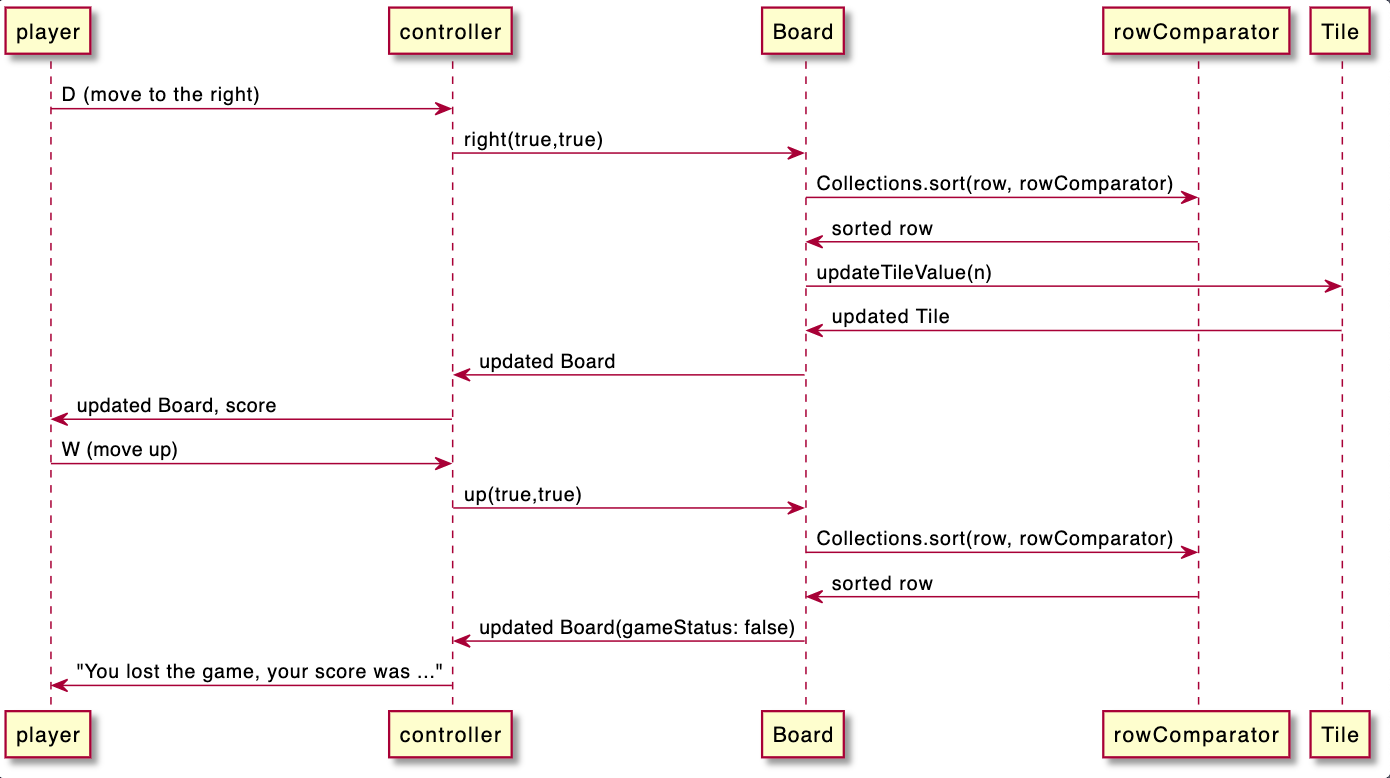 player controller Board rowComparator Tile
D (move to the right)
right(true,true)
Collections.sort(row, rowComparator)
sorted row
updateTileValue(n)
updated Tile
updated Board
updated Board, score
W (move up)
up(true,true)
Collections.sort(row, rowComparator)
sorted row
updated Board(gameStatus: false)
"You lost the game, your score was ..."
player controller Board rowComparator Tile